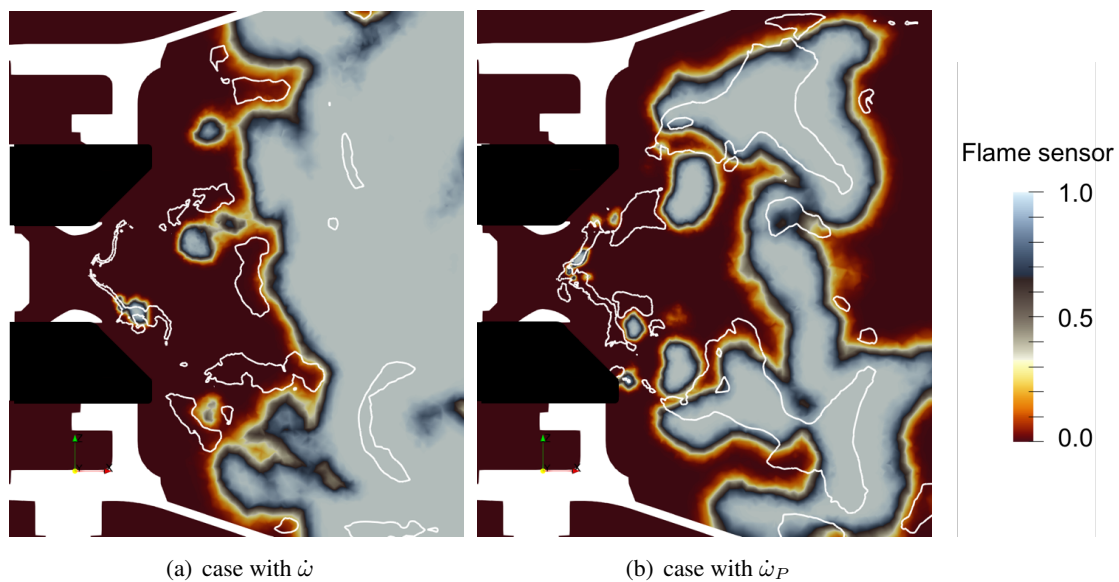 Flame sensor
1.0
0.5
0.0
(a) case with ω̇
(b) case with ω̇_P